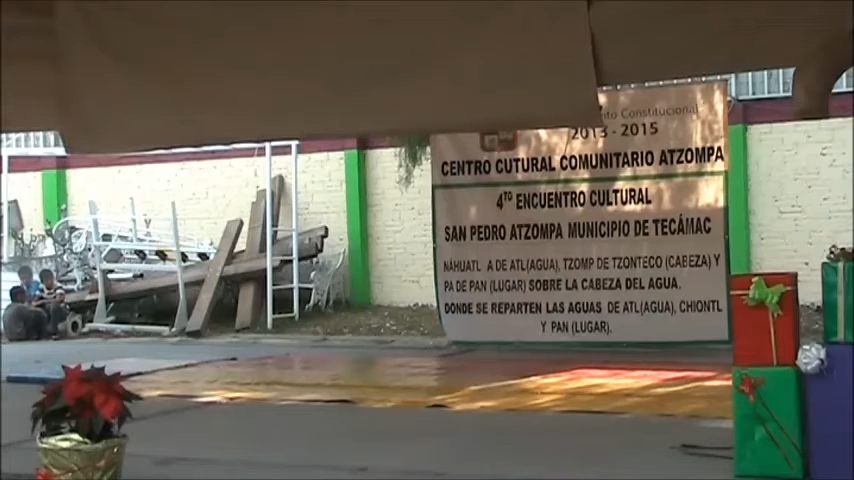 nto Constitucional
2013 - 2015
CENTRO CUTURAL COMUNITARIO ATZOMPA
4TO ENCUENTRO CULTURAL
SAN PEDRO ATZOMPA MUNICIPIO DE TECÁMAC
NÁHUATL A DE ATL(AGUA), TZOMP DE TZONTECO (CABEZA) Y
PA DE PAN (LUGAR) SOBRE LA CABEZA DEL AGUA.
DONDE SE REPARTEN LAS AGUAS DE ATL(AGUA), CHIONTL
Y PAN (LUGAR).